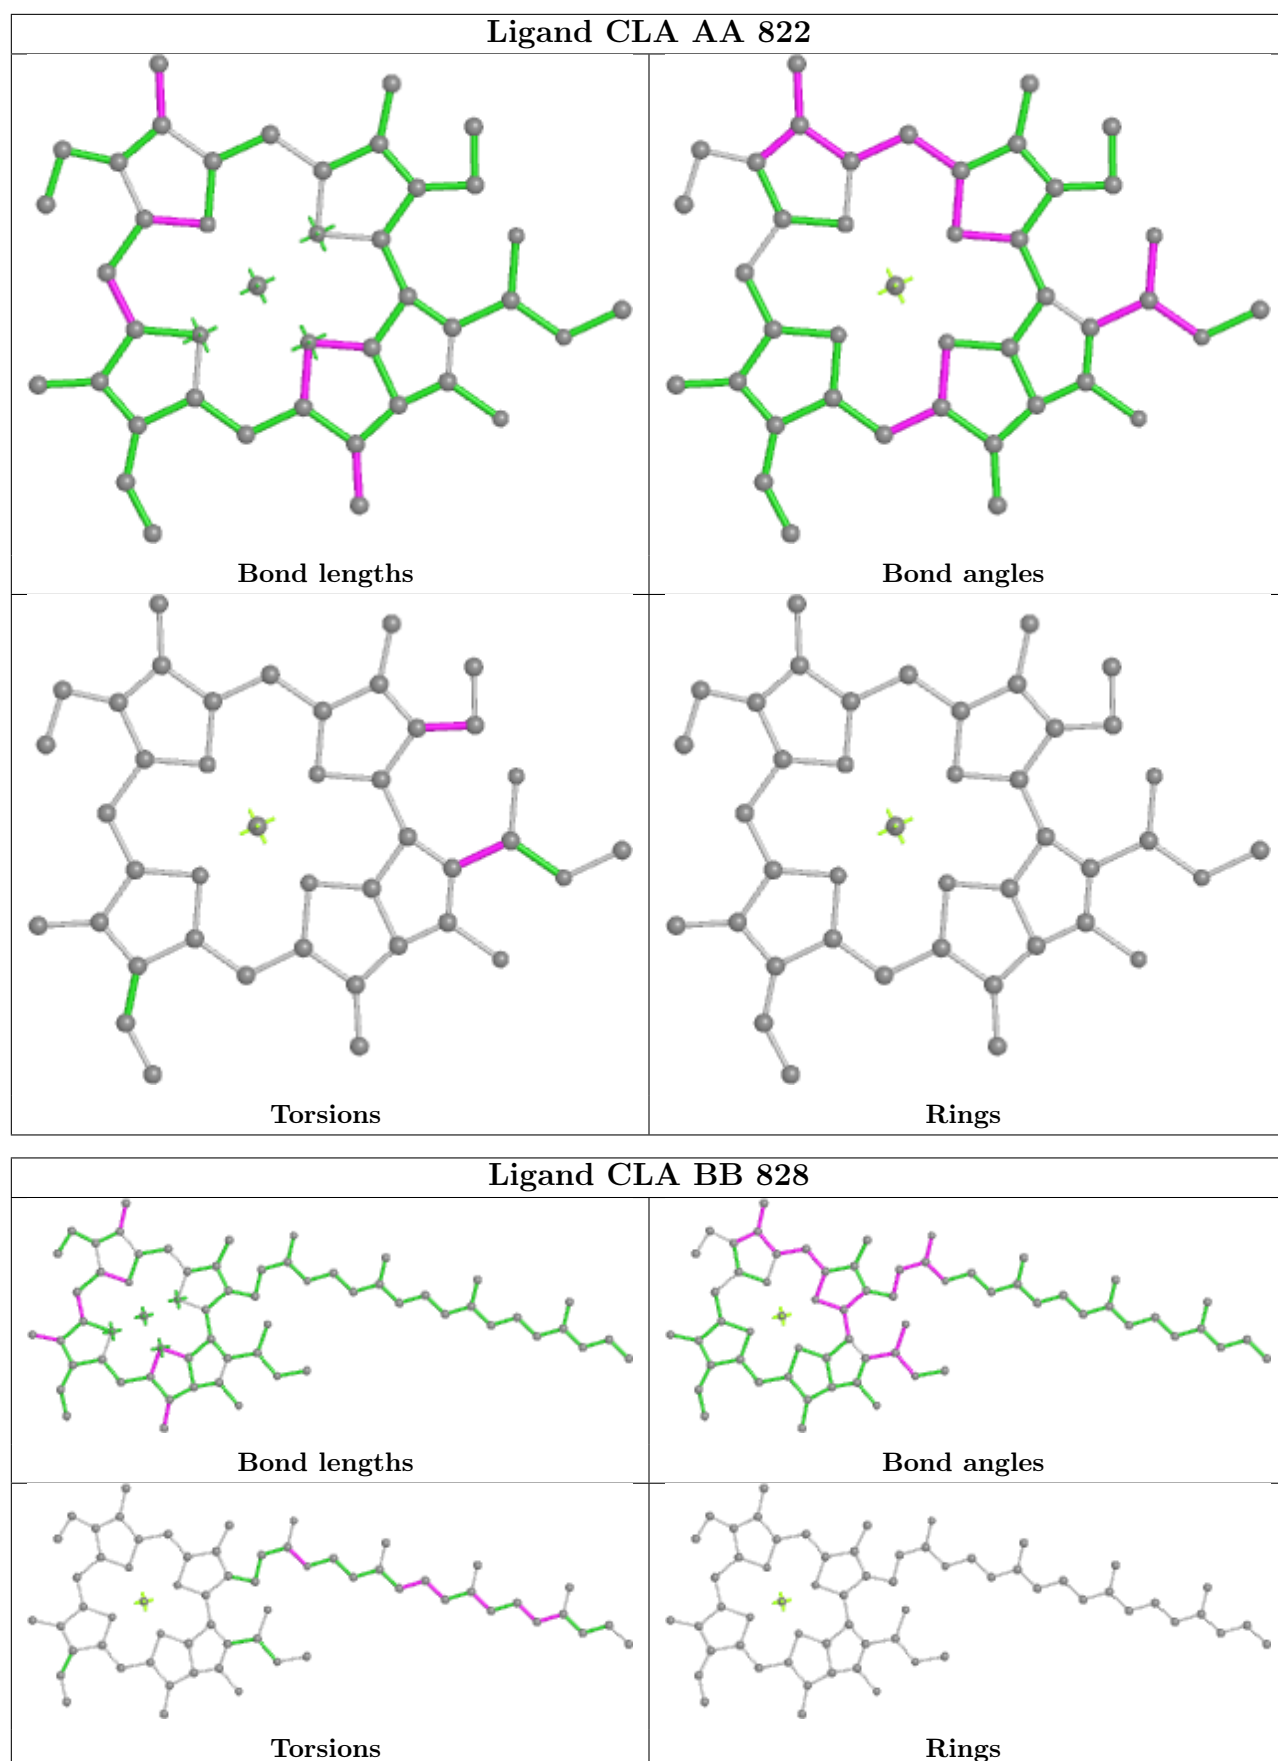 Ligand CLA AA 822
Bond lengths
Bond angles
Torsions
Rings
Ligand CLA BB 828
Bond lengths
Bond angles
Torsions
Rings